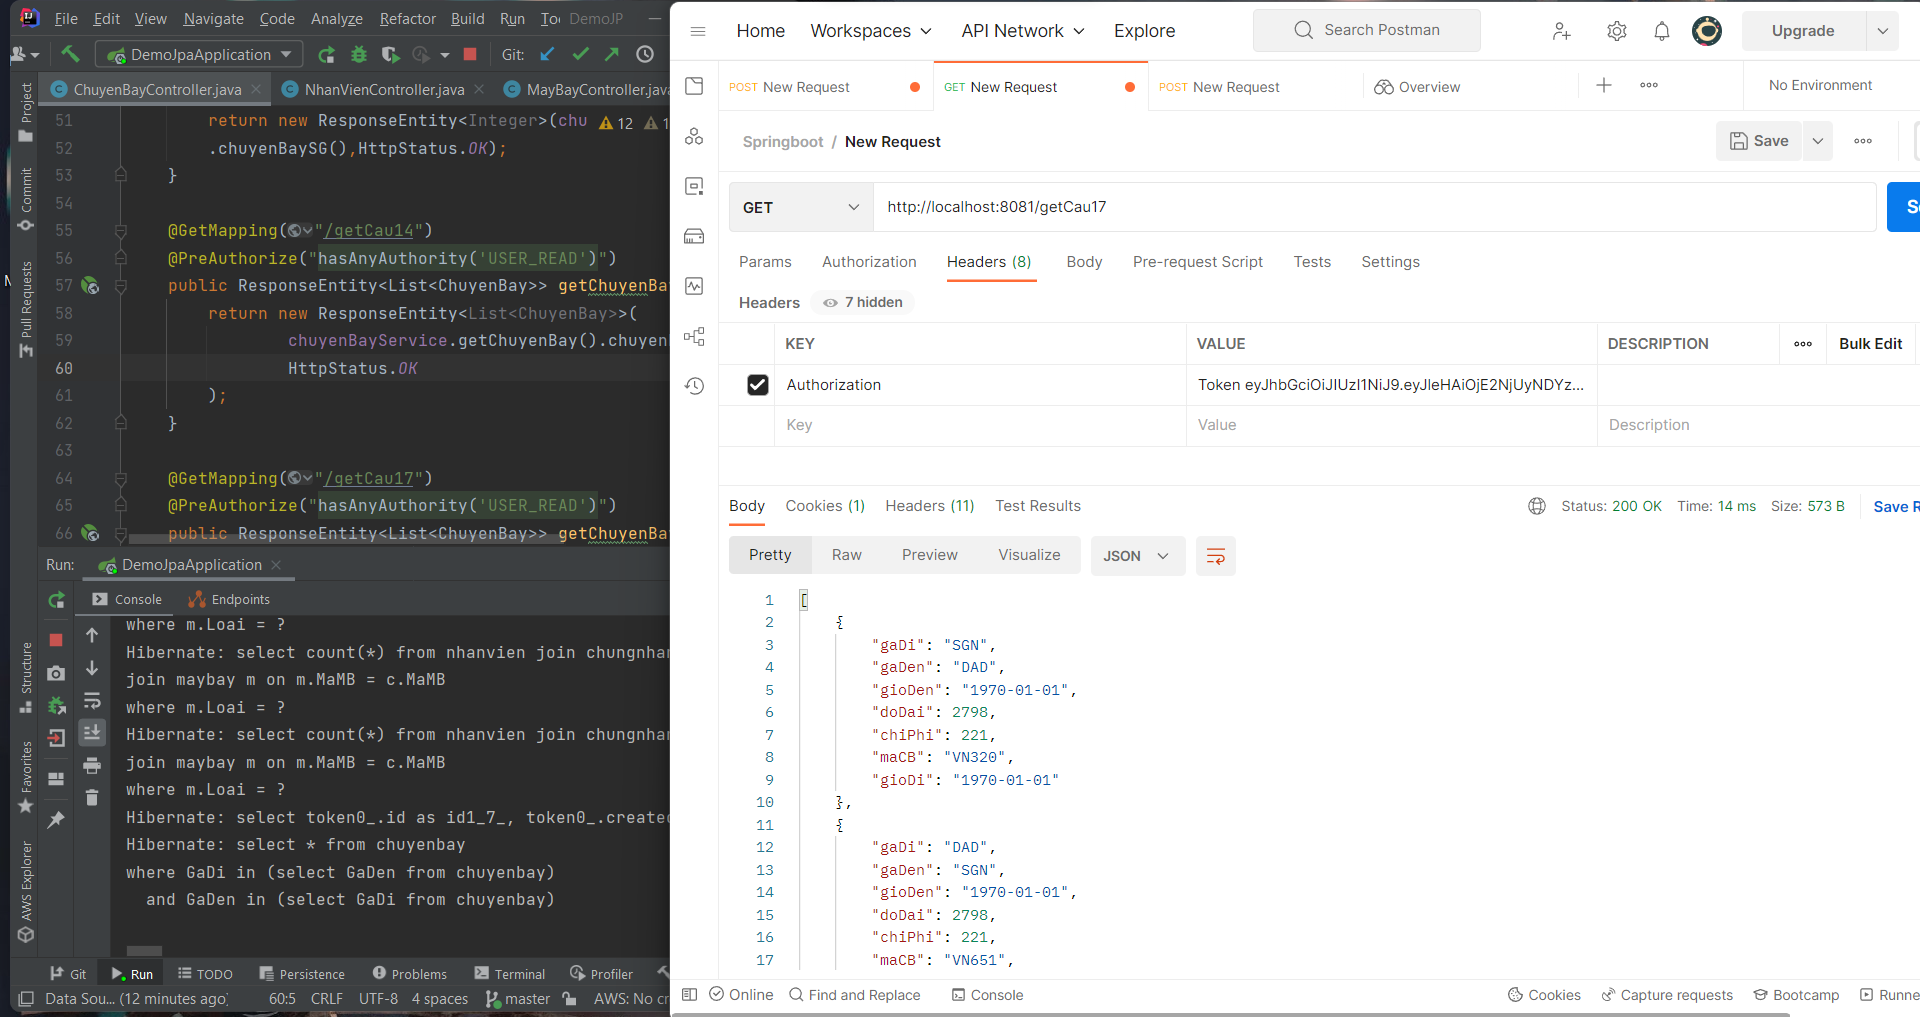 File Edit View Navigate Code Analyze Refactor Build Run DemoJP
DemoJpaApplication Git:
ChuyenBayController.java NhanVienController.java MayBayController.java
Project
Commit
Pull Requests
Structure
Favorites
AWS Explorer
51 return new ResponseEntity<Integer>(chu 12
52 .chuyenBaySG(),HttpStatus.OK);
53 }
54
55 @GetMapping("/getCau14")
56 @PreAuthorize("hasAnyAuthority('USER_READ')")
57 public ResponseEntity<List<ChuyenBay>> getChuyenBa
58 return new ResponseEntity<List<ChuyenBay>>(
59 chuyenBayService.getChuyenBay().chuyen
60 HttpStatus.OK
61 );
62 }
63
64 @GetMapping("/getCau17")
65 @PreAuthorize("hasAnyAuthority('USER_READ')")
66 public ResponseEntity<List<ChuyenBay>> getChuyenBa
Run: DemoJpaApplication
Console Endpoints
where m.Loai = ?
Hibernate: select count(*) from nhanvien join chungnhan
join maybay m on m.MaMB = c.MaMB
where m.Loai = ?
Hibernate: select count(*) from nhanvien join chungnhan
join maybay m on m.MaMB = c.MaMB
where m.Loai = ?
Hibernate: select token0_.id as id1_7_, token0_.created
Hibernate: select * from chuyenbay
where GaDi in (select GaDen from chuyenbay)
and GaDen in (select GaDi from chuyenbay)
Git Run TODO Persistence Problems Terminal Profiler
Data Sou... (12 minutes ago) 60:5 CRLF UTF-8 4 spaces master AWS: No cr
Home Workspaces API Network Explore Search Postman Upgrade
POST New Request GET New Request POST New Request Overview No Environment
Springboot / New Request Save
GET http://localhost:8081/getCau17
Params Authorization Headers (8) Body Pre-request Script Tests Settings
Headers 7 hidden
KEY VALUE DESCRIPTION Bulk Edit
Authorization Token eyJhbGciOiJIUzI1NiJ9.eyJleHAiOjE2NjUyNDYz...
Key Value Description
Body Cookies (1) Headers (11) Test Results Status: 200 OK Time: 14 ms Size: 573 B Save R
Pretty Raw Preview Visualize JSON
1 [
2 {
3 "gaDi": "SGN",
4 "gaDen": "DAD",
5 "gioDen": "1970-01-01",
6 "doDai": 2798,
7 "chiPhi": 221,
8 "maCB": "VN320",
9 "gioDi": "1970-01-01"
10 },
11 {
12 "gaDi": "DAD",
13 "gaDen": "SGN",
14 "gioDen": "1970-01-01",
15 "doDai": 2798,
16 "chiPhi": 221,
17 "maCB": "VN651",
Online Find and Replace Console Cookies Capture requests Bootcamp Runne